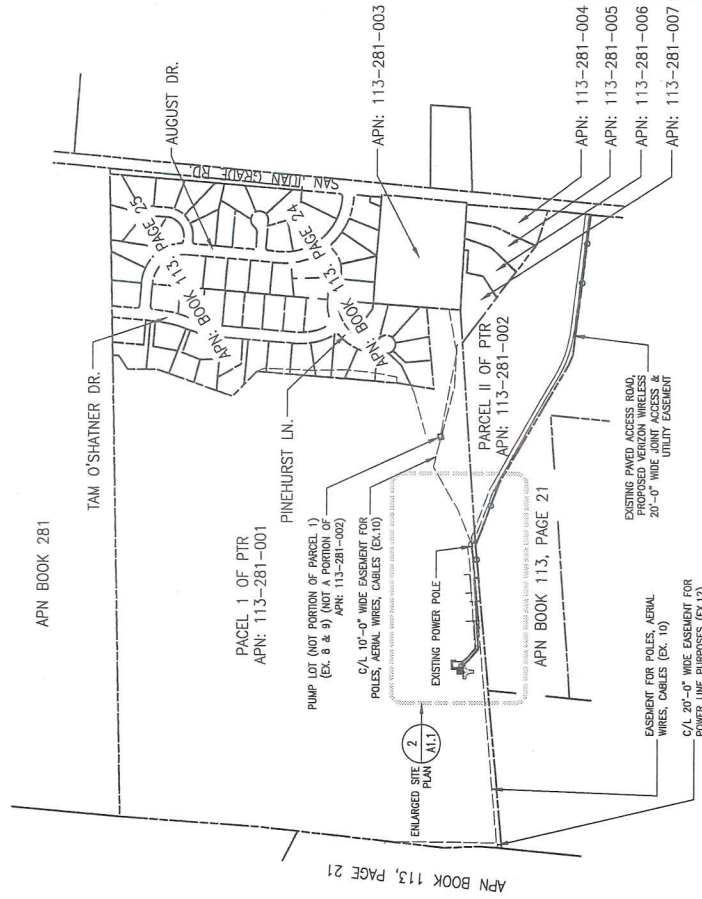 APN BOOK 281
TAM O'SHATNER DR.
AUGUST DR.
SAN JUAN GRADE RD.
APN: BOOK 113, PAGE 25
APN: BOOK 113, PAGE 24
APN: 113-281-003
PINEHURST LN.
PACEL 1 OF PTR
APN: 113-281-001
PUMP LOT (NOT PORTION OF PARCEL 1)
(EX. 8 & 9) (NOT A PORTION OF
APN: 113-281-002)
C/L 10'-0" WIDE EASEMENT FOR
POLES, AERIAL WIRES, CABLES (EX.10)
PARCEL II OF PTR
APN: 113-281-002
APN: 113-281-004
APN: 113-281-005
APN: 113-281-006
APN: 113-281-007
EXISTING POWER POLE
2
A1.1
ENLARGED SITE
PLAN
APN BOOK 113, PAGE 21
EXISTING PAVED ACCESS ROAD,
PROPOSED VERIZON WIRELESS
20'-0" WIDE JOINT ACCESS &
UTILITY EASEMENT
EASEMENT FOR POLES, AERIAL
WIRES, CABLES (EX. 10)
C/L 20'-0" WIDE EASEMENT FOR
POWER LINE PURPOSES (EX.12)
APN BOOK 113, PAGE 21